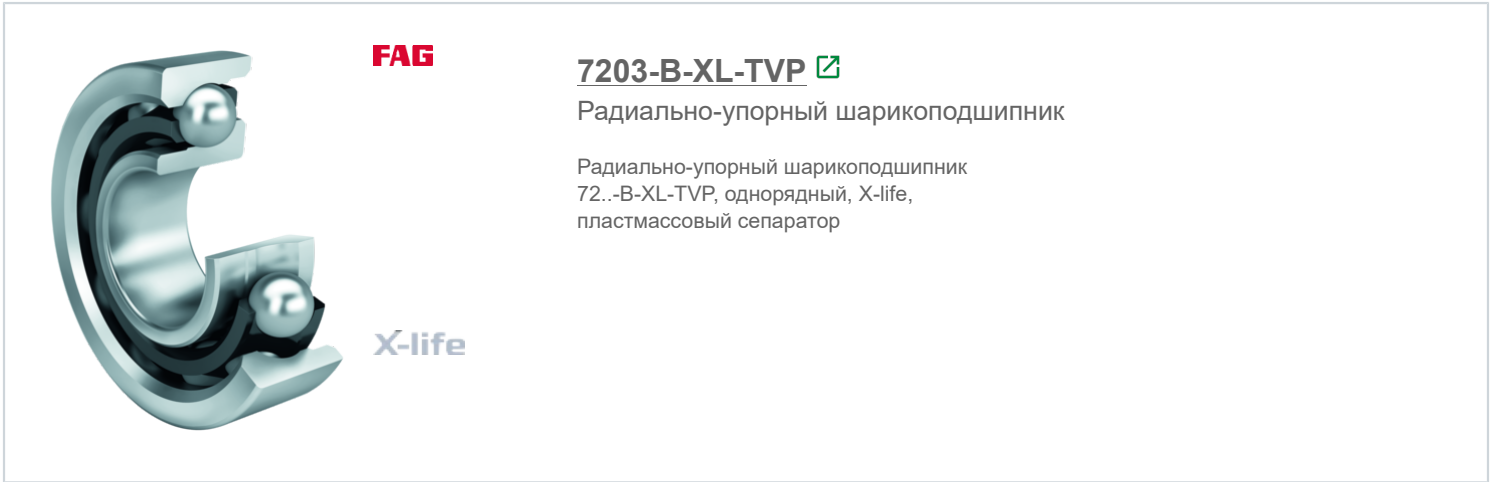 FAG
7203-B-XL-TVP
Радиально-упорный шарикоподшипник
Радиально-упорный шарикоподшипник
72..-B-XL-TVP, однорядный, X-life,
пластмассовый сепаратор
X-life